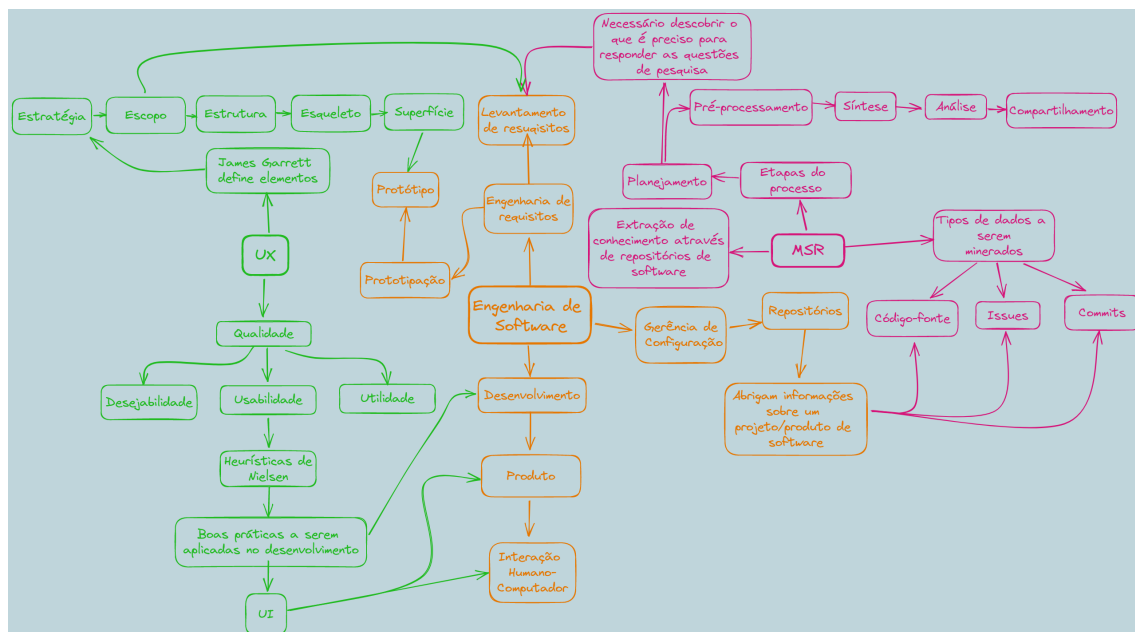 Necessário descobrir o
que é preciso para
responder as questões
de pesquisa
Estratégia
Escopo
Estrutura
Esqueleto
Superfície
Levantamento
de resuqisitos
Pré-processamento
Síntese
Análise
Compartilhamento
James Garrett
define elementos
Protótipo
Engenharia de
requisitos
Planejamento
Etapas do
processo
Extração de
conhecimento através
de repositórios de
software
MSR
Tipos de dados a
serem
minerados
UX
Prototipação
Engenharia de
Software
Gerência de
Configuração
Repositórios
Código-fonte
Issues
Commits
Qualidade
Desejabilidade
Usabilidade
Utilidade
Desenvolvimento
Abrigam informações
sobre um
projeto/produto de
software
Heurísticas de
Nielsen
Produto
Boas práticas a serem
aplicadas no desenvolvimento
Interação
Humano-
Computador
UI